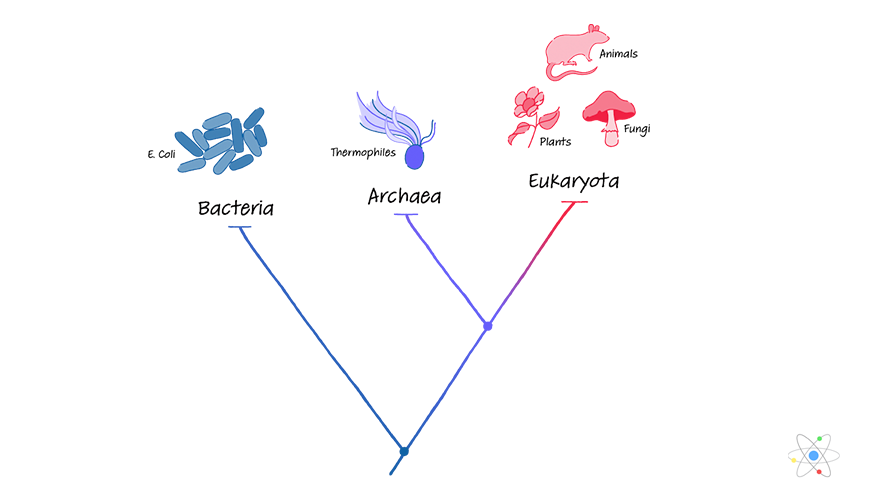 Animals
E. Coli
Thermophiles
Plants
Fungi
Bacteria
Archaea
Eukaryota